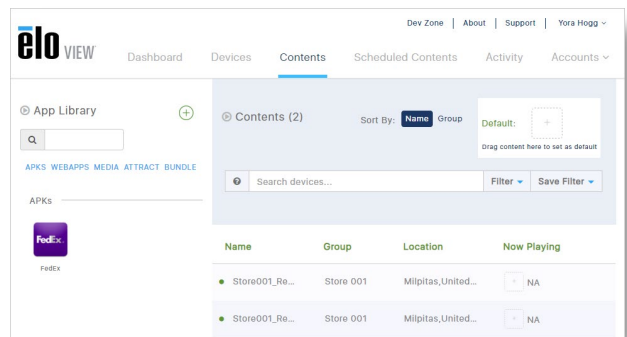 Dev Zone | About | Support | Yora Hogg
elo VIEW
Dashboard Devices Contents Scheduled Contents Activity Accounts
App Library
APKS WEBAPPS MEDIA ATTRACT BUNDLE
APKs
FedEx.
FedEx
Contents (2) Sort By: Name Group Default:
Drag content here to set as default
Search devices... Filter Save Filter
Name Group Location Now Playing
Store001_Re... Store 001 Milpitas,United... NA
Store001_Re... Store 001 Milpitas,United... NA